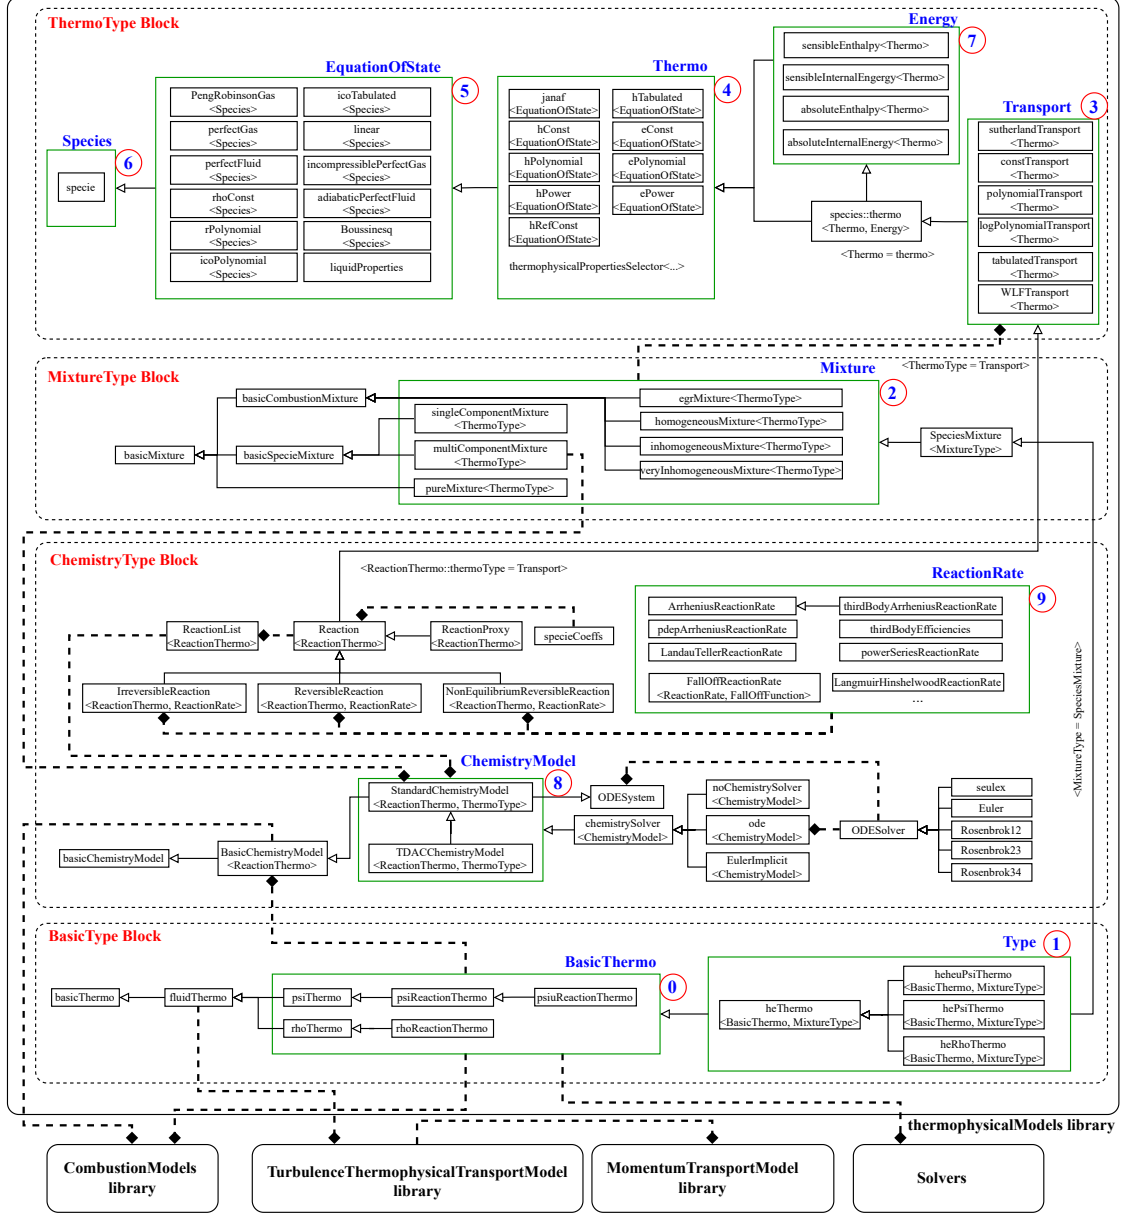 ThermoType Block
Energy
7
sensibleEnthalpy<Thermo>
sensibleInternalEngergy<Thermo>
absoluteEnthalpy<Thermo>
absoluteInternalEnergy<Thermo>
EquationOfState
5
PengRobinsonGas
<Species>
icoTabulated
<Species>
perfectGas
<Species>
linear
<Species>
perfectFluid
<Species>
incompressiblePerfectGas
<Species>
rhoConst
<Species>
adiabaticPerfectFluid
<Species>
rPolynomial
<Species>
Boussinesq
<Species>
icoPolynomial
<Species>
liquidProperties
Thermo
4
janaf
<EquationOfState>
hTabulated
<EquationOfState>
hConst
<EquationOfState>
eConst
<EquationOfState>
hPolynomial
<EquationOfState>
ePolynomial
<EquationOfState>
hPower
<EquationOfState>
ePower
<EquationOfState>
hRefConst
<EquationOfState>
thermophysicalPropertiesSelector<...>
Species
6
specie
species::thermo
<Thermo, Energy>
<Thermo = thermo>
Transport
3
sutherlandTransport
<Thermo>
constTransport
<Thermo>
polynomialTransport
<Thermo>
logPolynomialTransport
<Thermo>
tabulatedTransport
<Thermo>
WLFTransport
<Thermo>
MixtureType Block
Mixture
2
<ThermoType = Transport>
basicCombustionMixture
basicMixture
basicSpecieMixture
singleComponentMixture
<ThermoType>
multiComponentMixture
<ThermoType>
pureMixture<ThermoType>
egrMixture<ThermoType>
homogeneousMixture<ThermoType>
inhomogeneousMixture<ThermoType>
veryInhomogeneousMixture<ThermoType>
SpeciesMixture
<MixtureType>
ChemistryType Block
<ReactionThermo::thermoType = Transport>
ReactionRate
9
ArrheniusReactionRate
thirdBodyArrheniusReactionRate
pdepArrheniusReactionRate
thirdBodyEfficiencies
LandauTellerReactionRate
powerSeriesReactionRate
FallOffReactionRate
<ReactionRate, FallOffFunction>
LangmuirHinshelwoodReactionRate
...
ReactionList
<ReactionThermo>
Reaction
<ReactionThermo>
ReactionProxy
<ReactionThermo>
specieCoeffs
IrreversibleReaction
<ReactionThermo, ReactionRate>
ReversibleReaction
<ReactionThermo, ReactionRate>
NonEquilibriumReversibleReaction
<ReactionThermo, ReactionRate>
<MixtureType = SpeciesMixture>
ChemistryModel
8
StandardChemistryModel
<ReactionThermo, ThermoType>
TDACChemistryModel
<ReactionThermo, ThermoType>
basicChemistryModel
BasicChemistryModel
<ReactionThermo>
ODESystem
chemistrySolver
<ChemistryModel>
noChemistrySolver
<ChemistryModel>
ode
<ChemistryModel>
EulerImplicit
<ChemistryModel>
ODESolver
seulex
Euler
Rosenbrok12
Rosenbrok23
Rosenbrok34
BasicType Block
BasicThermo
0
basicThermo
fluidThermo
psiThermo
psiReactionThermo
psiuReactionThermo
rhoThermo
rhoReactionThermo
Type
1
heThermo
<BasicThermo, MixtureType>
heheuPsiThermo
<BasicThermo, MixtureType>
hePsiThermo
<BasicThermo, MixtureType>
heRhoThermo
<BasicThermo, MixtureType>
thermophysicalModels library
CombustionModels
library
TurbulenceThermophysicalTransportModel
library
MomentumTransportModel
library
Solvers